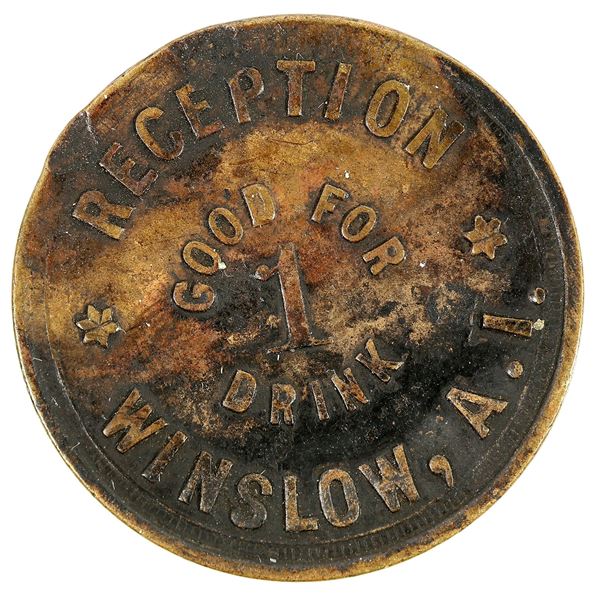 RECEPTION
GOOD FOR
1
DRINK
WINSLOW, A.T.